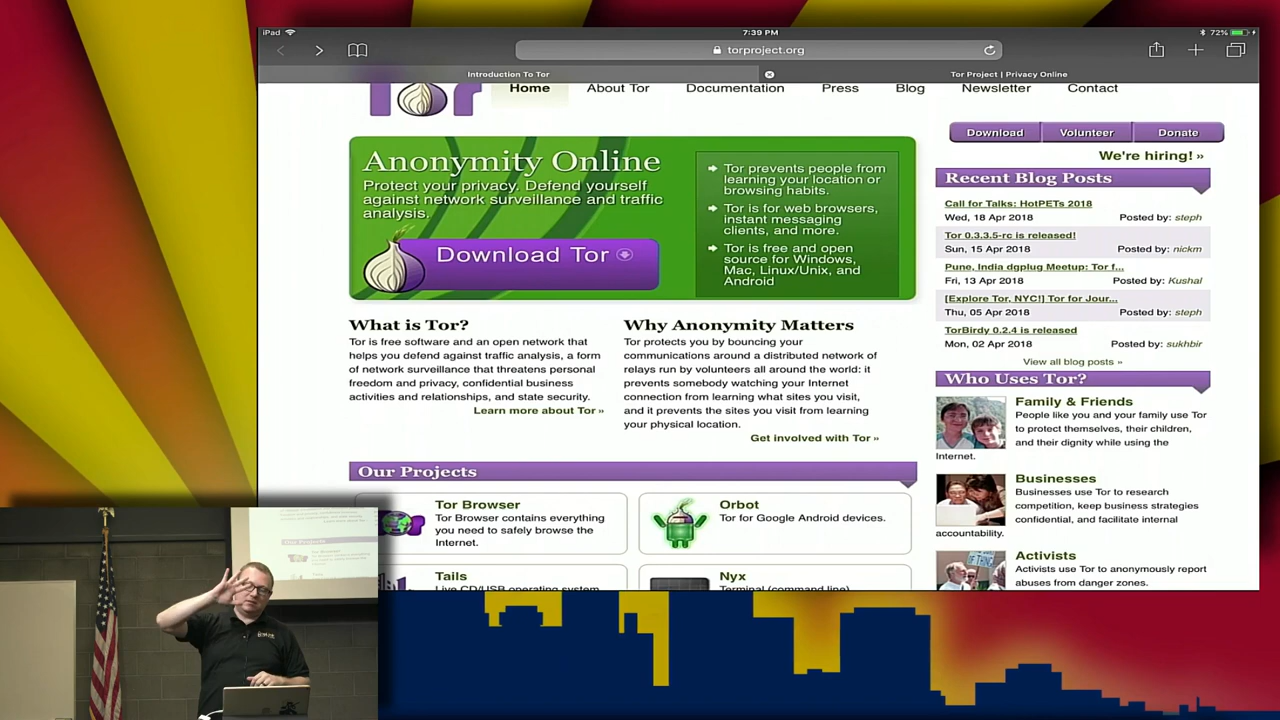 iPad
7:39 PM
72%
torproject.org
Introduction To Tor
Tor Project | Privacy Online
Tor
Home
About Tor
Documentation
Press
Blog
Newsletter
Contact
Download
Volunteer
Donate
We're hiring! »
Anonymity Online
Protect your privacy. Defend yourself
against network surveillance and traffic
analysis.
Download Tor
Tor prevents people from
learning your location or
browsing habits.
Tor is for web browsers,
instant messaging
clients, and more.
Tor is free and open
source for Windows,
Mac, Linux/Unix, and
Android
What is Tor?
Tor is free software and an open network that
helps you defend against traffic analysis, a form
of network surveillance that threatens personal
freedom and privacy, confidential business
activities and relationships, and state security.
Learn more about Tor »
Why Anonymity Matters
Tor protects you by bouncing your
communications around a distributed network of
relays run by volunteers all around the world: it
prevents somebody watching your Internet
connection from learning what sites you visit,
and it prevents the sites you visit from learning
your physical location.
Get involved with Tor »
Our Projects
Tor Browser
Tor Browser contains everything
you need to safely browse the
Internet.
Orbot
Tor for Google Android devices.
Tails
Live CD/USB operating system
Nyx
Terminal (command line)
Recent Blog Posts
Call for Talks: HotPETs 2018
Wed, 18 Apr 2018
Posted by: steph
Tor 0.3.3.5-rc is released!
Sun, 15 Apr 2018
Posted by: nickm
Pune, India dgplug Meetup: Tor f...
Fri, 13 Apr 2018
Posted by: Kushal
[Explore Tor, NYC!] Tor for Jour...
Thu, 05 Apr 2018
Posted by: steph
TorBirdy 0.2.4 is released
Mon, 02 Apr 2018
Posted by: sukhbir
View all blog posts »
Who Uses Tor?
Family & Friends
People like you and your family use Tor
to protect themselves, their children,
and their dignity while using the
Internet.
Businesses
Businesses use Tor to research
competition, keep business strategies
confidential, and facilitate internal
accountability.
Activists
Activists use Tor to anonymously report
abuses from danger zones.
Our Projects
Tor Browser
Tails